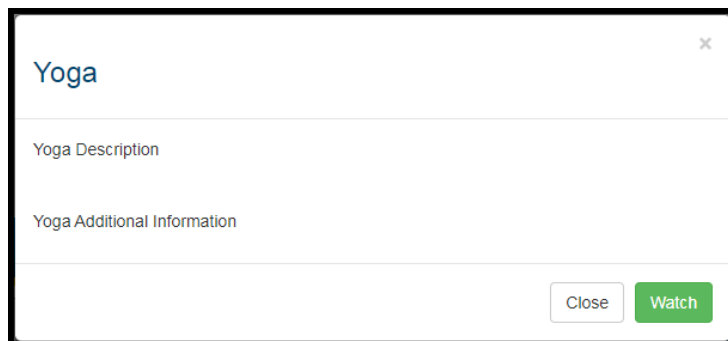 ×
Yoga
Yoga Description
Yoga Additional Information
Close Watch